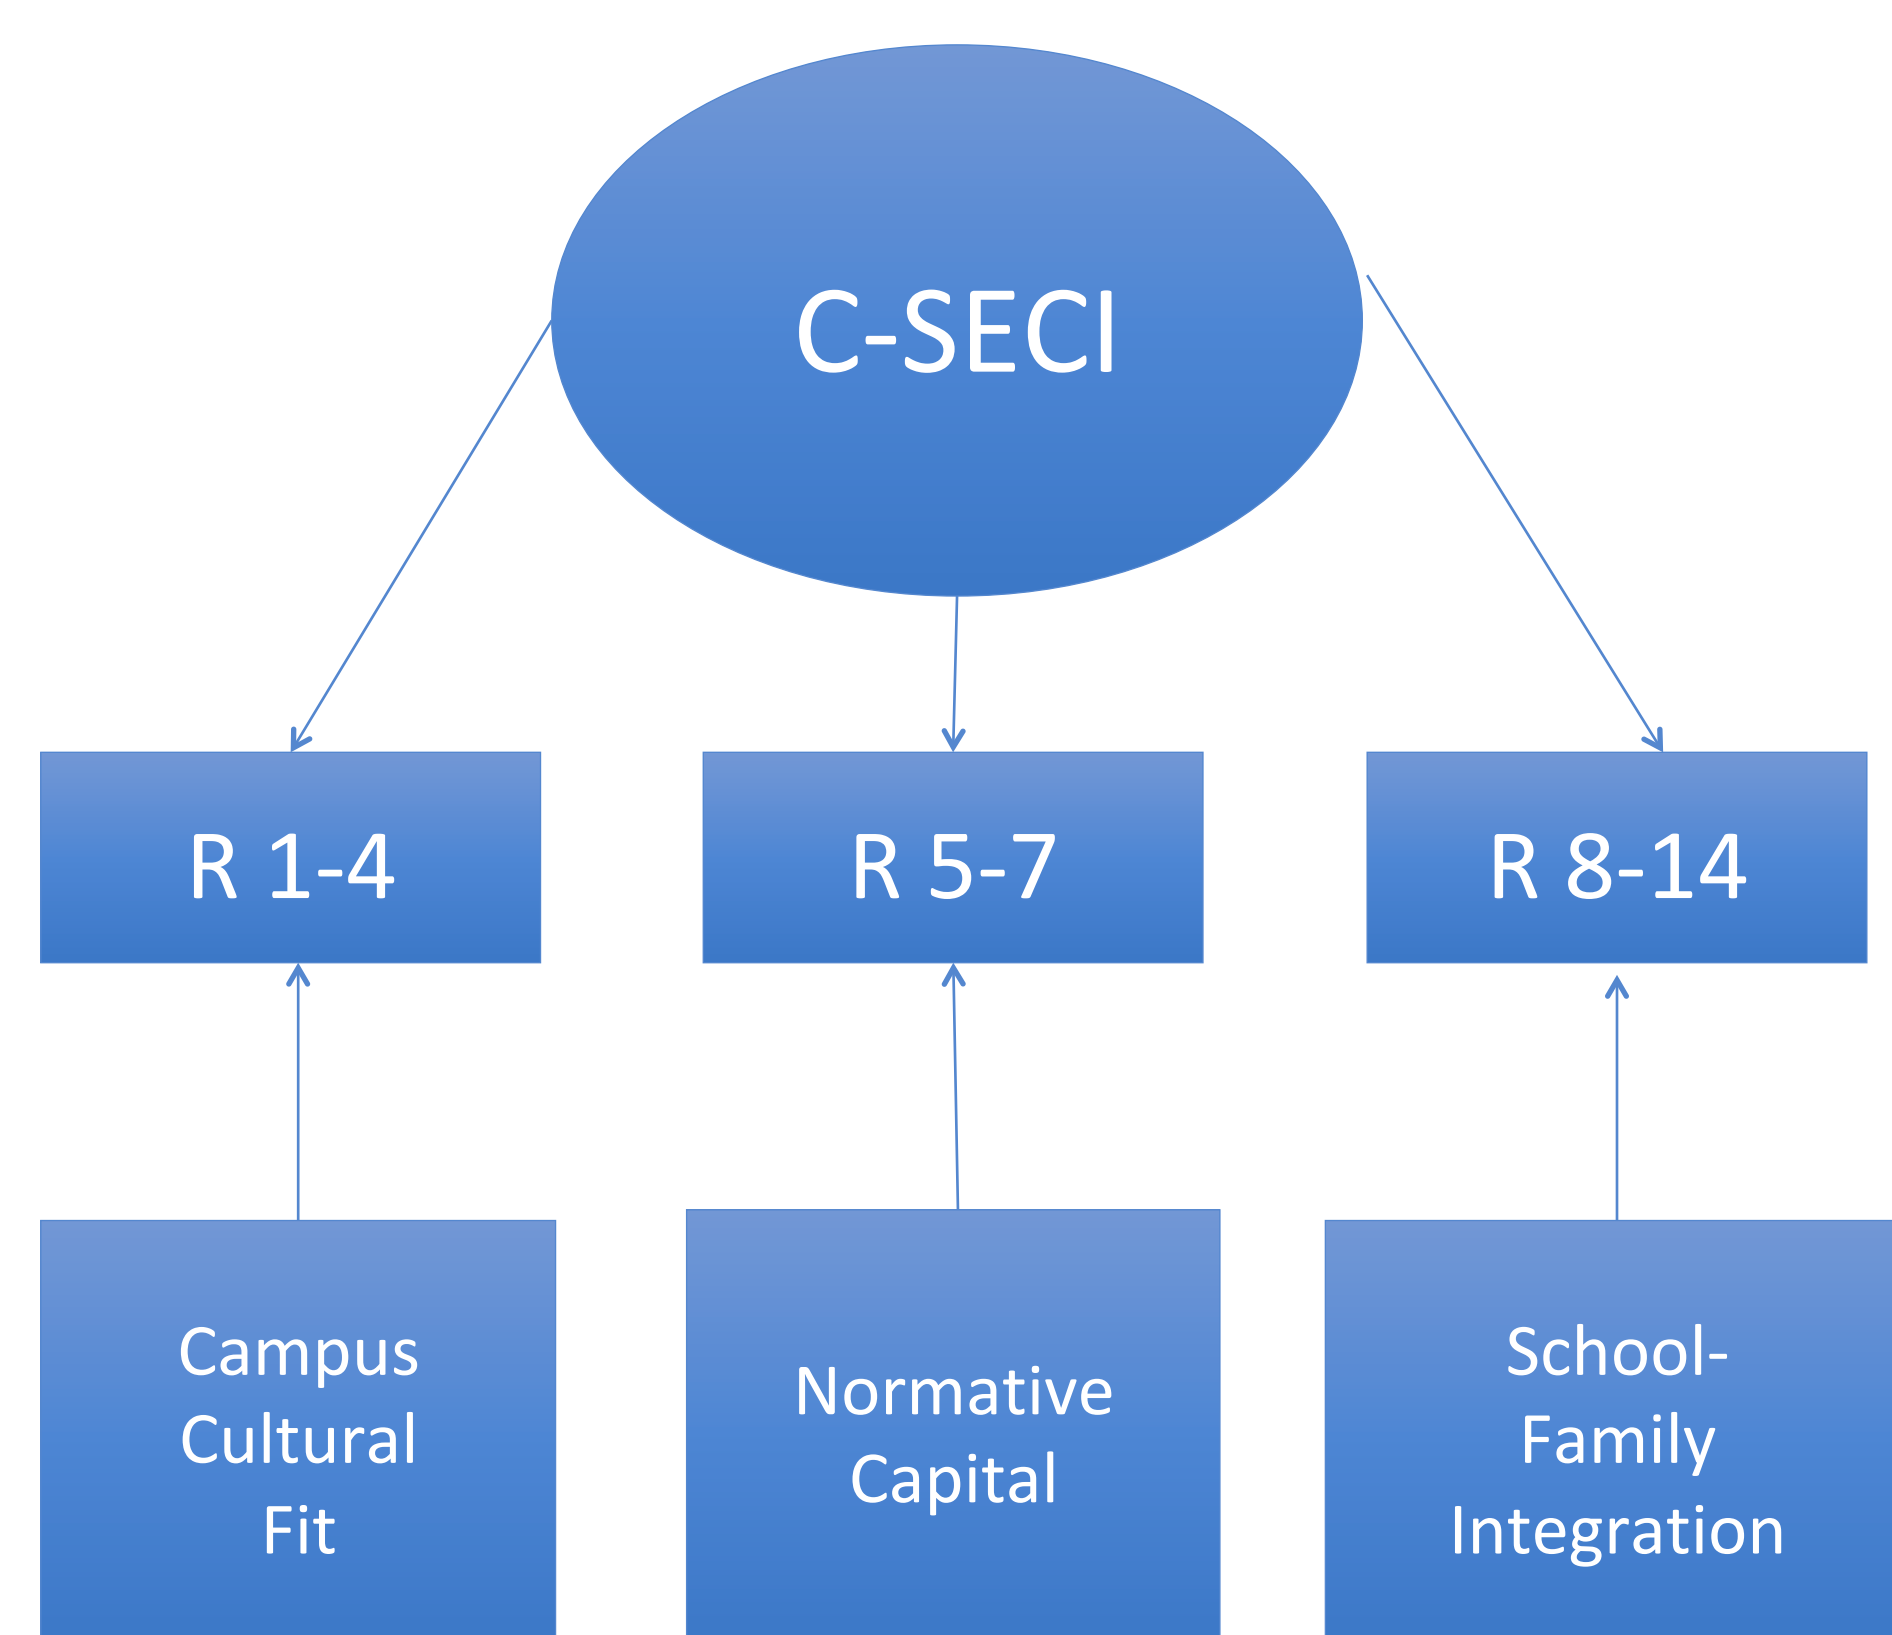 C-SECI
R 1-4
R 5-7
R 8-14
Campus
Cultural
Fit
Normative
Capital
School-
Family
Integration